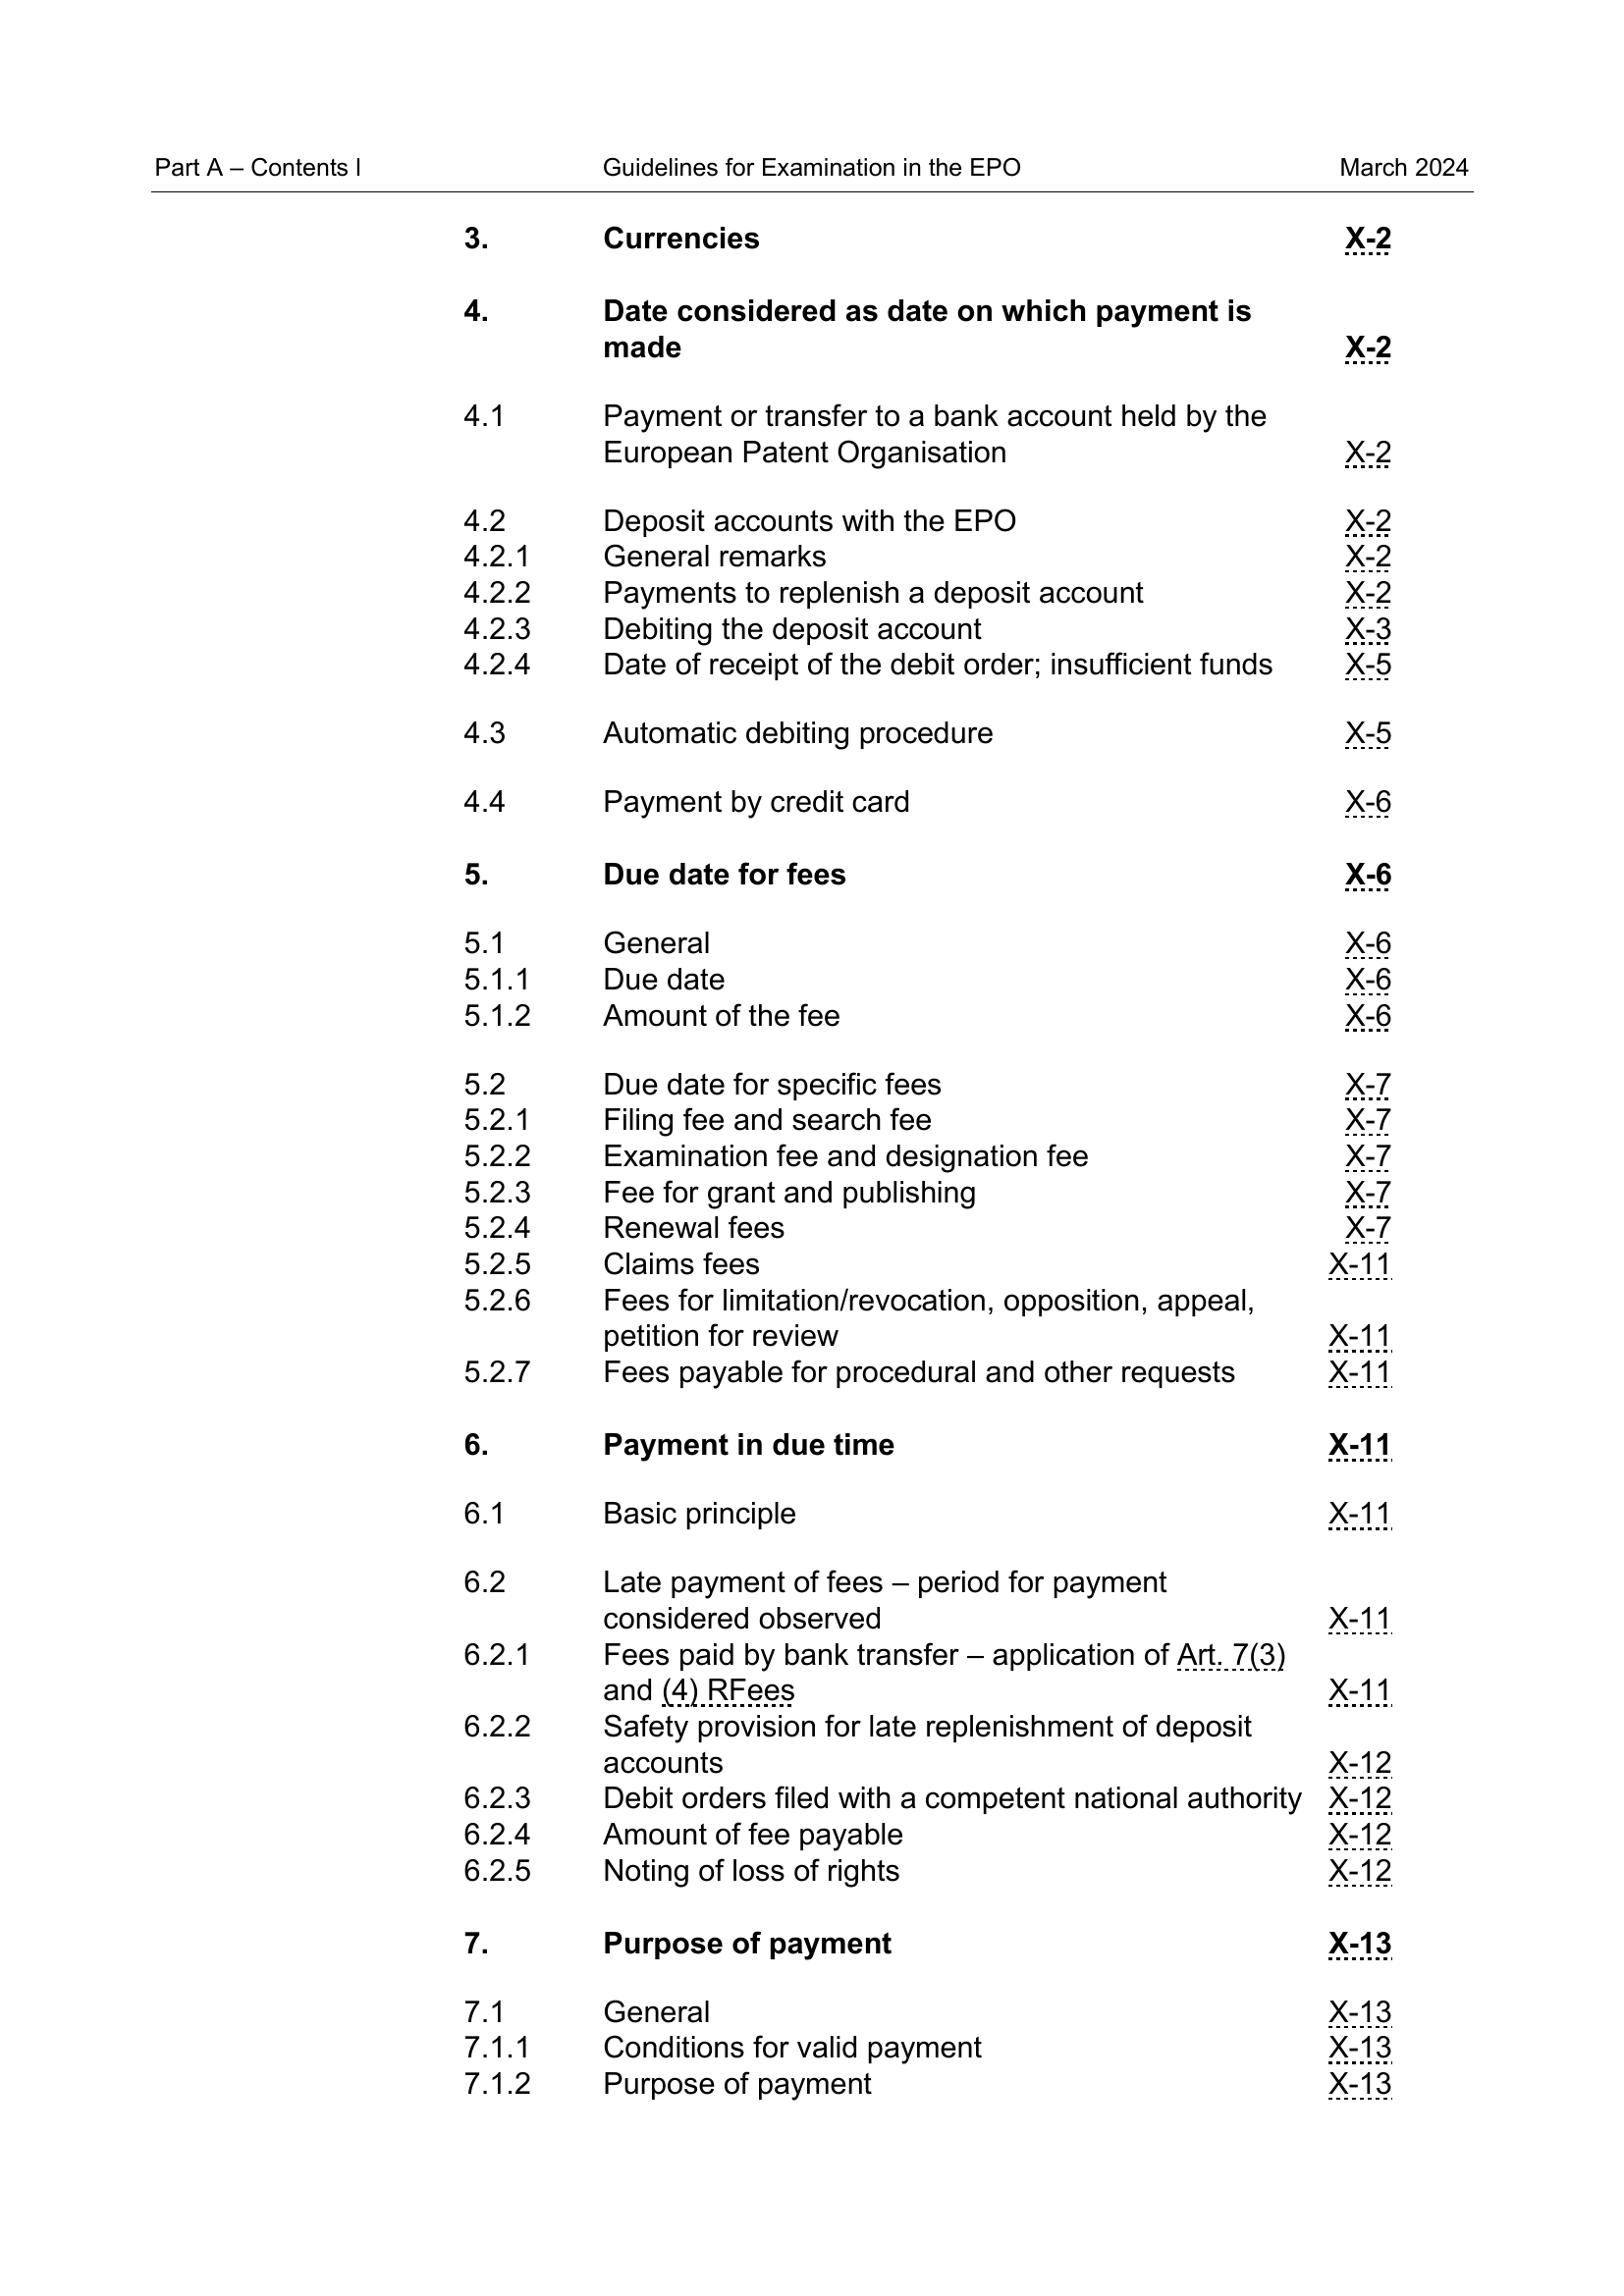 Part A – Contents l Guidelines for Examination in the EPO March 2024
3. Currencies X-2
4. Date considered as date on which payment is
made X-2
4.1 Payment or transfer to a bank account held by the
European Patent Organisation X-2
4.2 Deposit accounts with the EPO X-2
4.2.1 General remarks X-2
4.2.2 Payments to replenish a deposit account X-2
4.2.3 Debiting the deposit account X-3
4.2.4 Date of receipt of the debit order; insufficient funds X-5
4.3 Automatic debiting procedure X-5
4.4 Payment by credit card X-6
5. Due date for fees X-6
5.1 General X-6
5.1.1 Due date X-6
5.1.2 Amount of the fee X-6
5.2 Due date for specific fees X-7
5.2.1 Filing fee and search fee X-7
5.2.2 Examination fee and designation fee X-7
5.2.3 Fee for grant and publishing X-7
5.2.4 Renewal fees X-7
5.2.5 Claims fees X-11
5.2.6 Fees for limitation/revocation, opposition, appeal,
petition for review X-11
5.2.7 Fees payable for procedural and other requests X-11
6. Payment in due time X-11
6.1 Basic principle X-11
6.2 Late payment of fees – period for payment
considered observed X-11
6.2.1 Fees paid by bank transfer – application of Art. 7(3)
and (4) RFees X-11
6.2.2 Safety provision for late replenishment of deposit
accounts X-12
6.2.3 Debit orders filed with a competent national authority X-12
6.2.4 Amount of fee payable X-12
6.2.5 Noting of loss of rights X-12
7. Purpose of payment X-13
7.1 General X-13
7.1.1 Conditions for valid payment X-13
7.1.2 Purpose of payment X-13